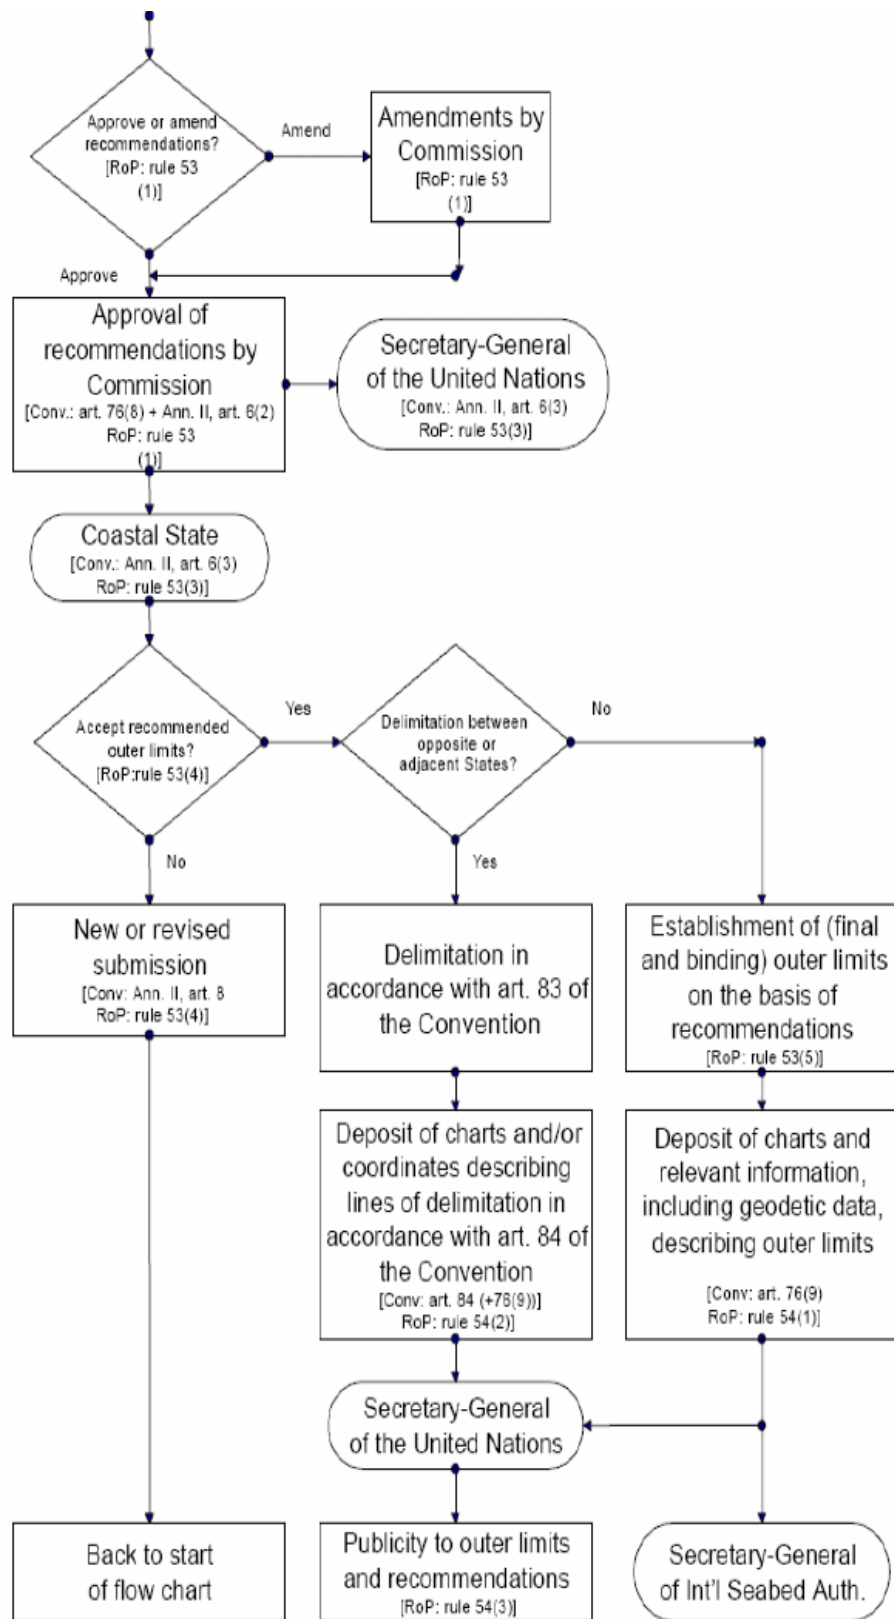 Approve or amend
recommendations?
[RoP: rule 53
(1)]
Amend
Amendments by
Commission
[RoP: rule 53
(1)]
Approve
Approval of
recommendations by
Commission
[Conv.: art. 76(8) + Ann. II, art. 6(2)
RoP: rule 53
(1)]
Secretary-General
of the United Nations
[Conv.: Ann. II, art. 6(3)
RoP: rule 53(3)]
Coastal State
[Conv.: Ann. II, art. 6(3)
RoP: rule 53(3)]
Accept recommended
outer limits?
[RoP:rule 53(4)]
Yes
Delimitation between
opposite or
adjacent States?
No
No
Yes
New or revised
submission
[Conv: Ann. II, art. 8
RoP: rule 53(4)]
Delimitation in
accordance with art. 83 of
the Convention
Establishment of (final
and binding) outer limits
on the basis of
recommendations
[RoP: rule 53(5)]
Deposit of charts and/or
coordinates describing
lines of delimitation in
accordance with art. 84 of
the Convention
[Conv: art. 84 (+76(9))]
RoP: rule 54(2)]
Deposit of charts and
relevant information,
including geodetic data,
describing outer limits
[Conv: art. 76(9)
RoP: rule 54(1)]
Secretary-General
of the United Nations
Back to start
of flow chart
Publicity to outer limits
and recommendations
[RoP: rule 54(3)]
Secretary-General
of Int'l Seabed Auth.